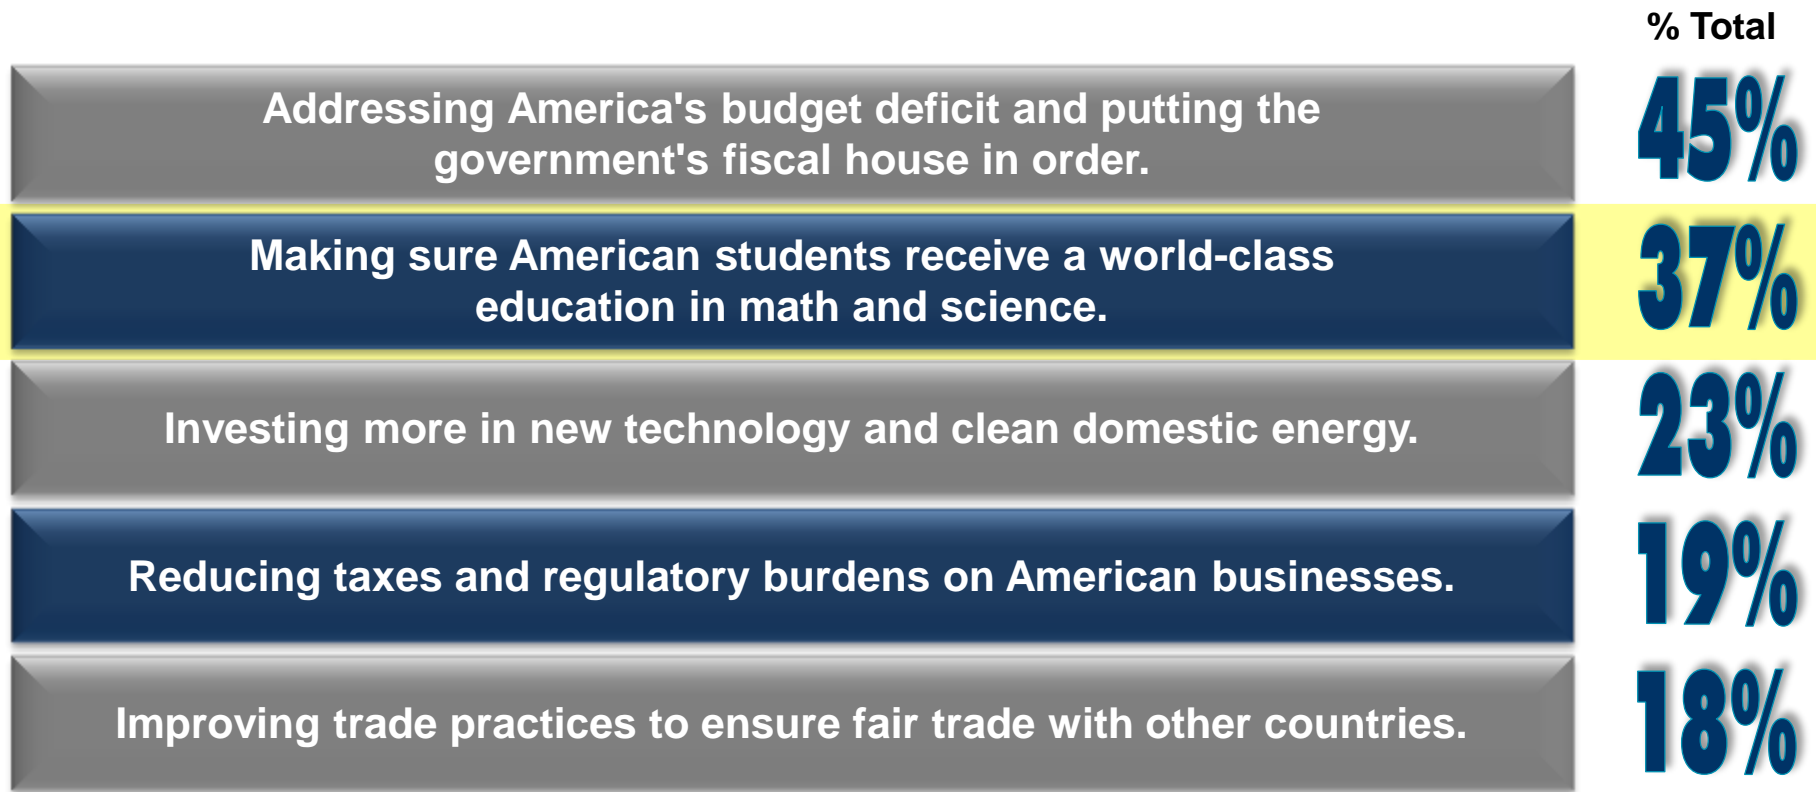 % Total
Addressing America's budget deficit and putting the
government's fiscal house in order.
45%
Making sure American students receive a world-class
education in math and science.
37%
Investing more in new technology and clean domestic energy.
23%
Reducing taxes and regulatory burdens on American businesses.
19%
Improving trade practices to ensure fair trade with other countries.
18%